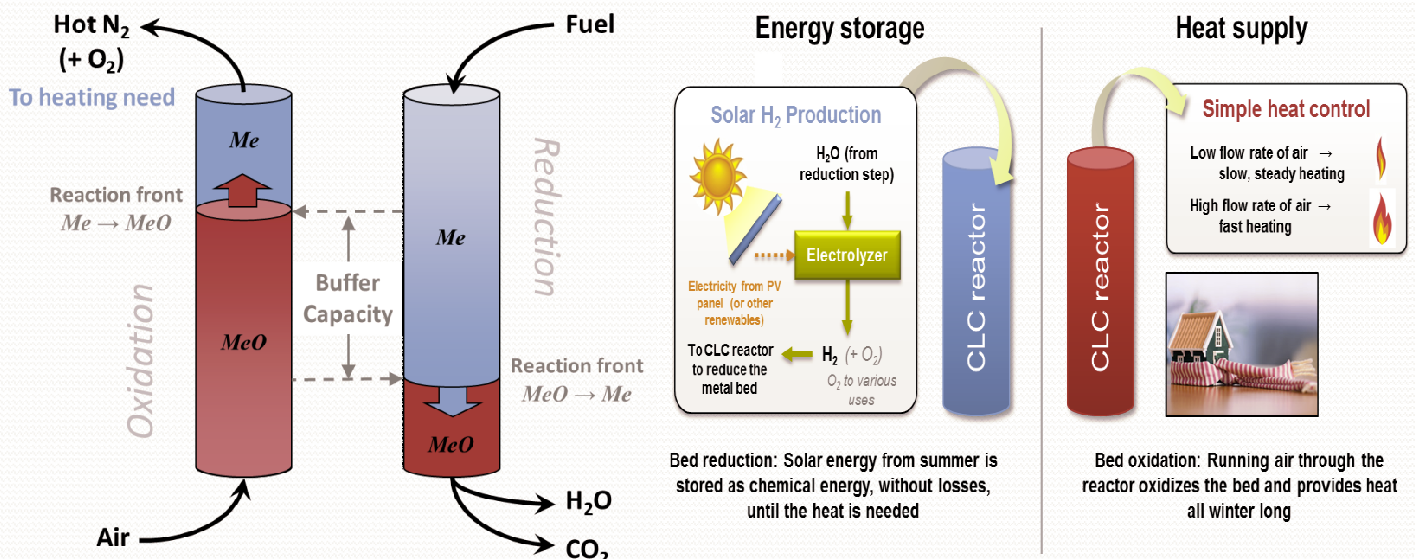 Hot N₂
(+ O₂)
To heating need
Me
Reaction front
Me → MeO
MeO
Oxidation
Air
Buffer
Capacity
Fuel
Reduction
Me
Reaction front
MeO → Me
MeO
H₂O
CO₂
Energy storage
Solar H₂ Production
H₂O (from
reduction step)
Electrolyzer
Electricity from PV
panel (or other
renewables)
To CLC reactor
to reduce the
metal bed
H₂ (+ O₂)
O₂ to various
uses
CLC reactor
Bed reduction: Solar energy from summer is
stored as chemical energy, without losses,
until the heat is needed
Heat supply
CLC reactor
Simple heat control
Low flow rate of air →
slow, steady heating
High flow rate of air →
fast heating
Bed oxidation: Running air through the
reactor oxidizes the bed and provides heat
all winter long